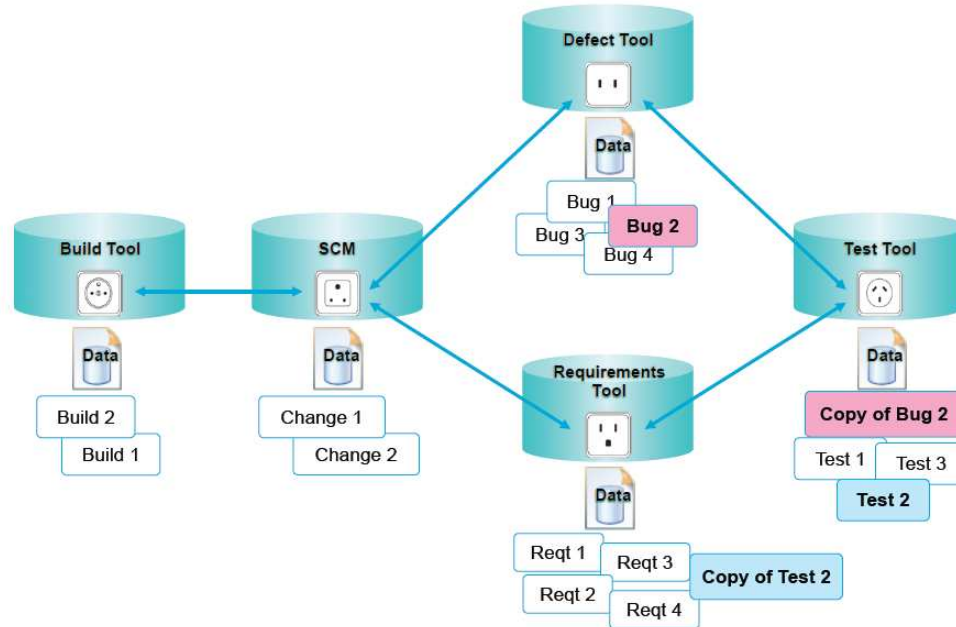 Defect Tool
Data
Bug 1
Bug 2
Bug 3
Bug 4
Build Tool
Data
Build 2
Build 1
SCM
Data
Change 1
Change 2
Test Tool
Data
Copy of Bug 2
Test 1
Test 3
Test 2
Requirements
Tool
Data
Reqt 1
Reqt 3
Copy of Test 2
Reqt 2
Reqt 4